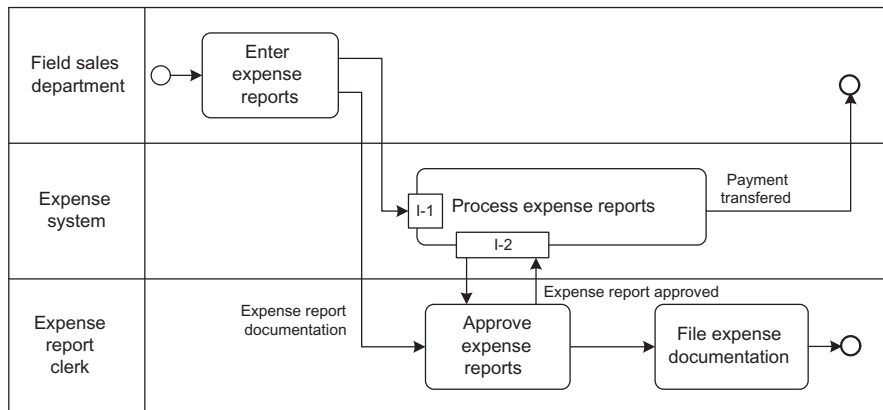 Field sales
department
Enter
expense
reports
Expense
system
I-1
Process expense reports
I-2
Payment
transfered
Expense
report
clerk
Expense report
documentation
Expense report approved
Approve
expense
reports
File expense
documentation